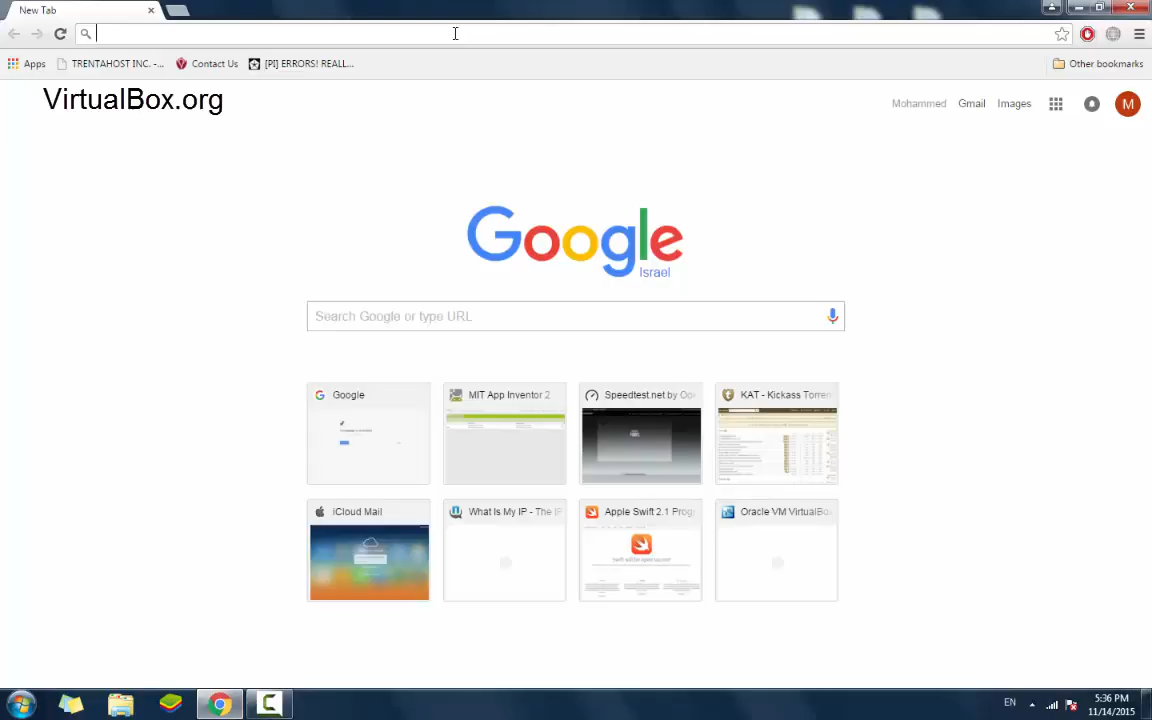 New Tab
Apps
TRENTAHOST INC. -...
Contact Us
[PI] ERRORS! REALL...
Other bookmarks
VirtualBox.org
Mohammed
Gmail
Images
M
Google
Israel
Search Google or type URL
Google
MIT App Inventor 2
Speedtest.net by Oo
KAT - Kickass Torren
iCloud Mail
What Is My IP - The IP
Apple Swift 2.1 Prog
Oracle VM VirtualBo
EN
5:36 PM
11/14/2015